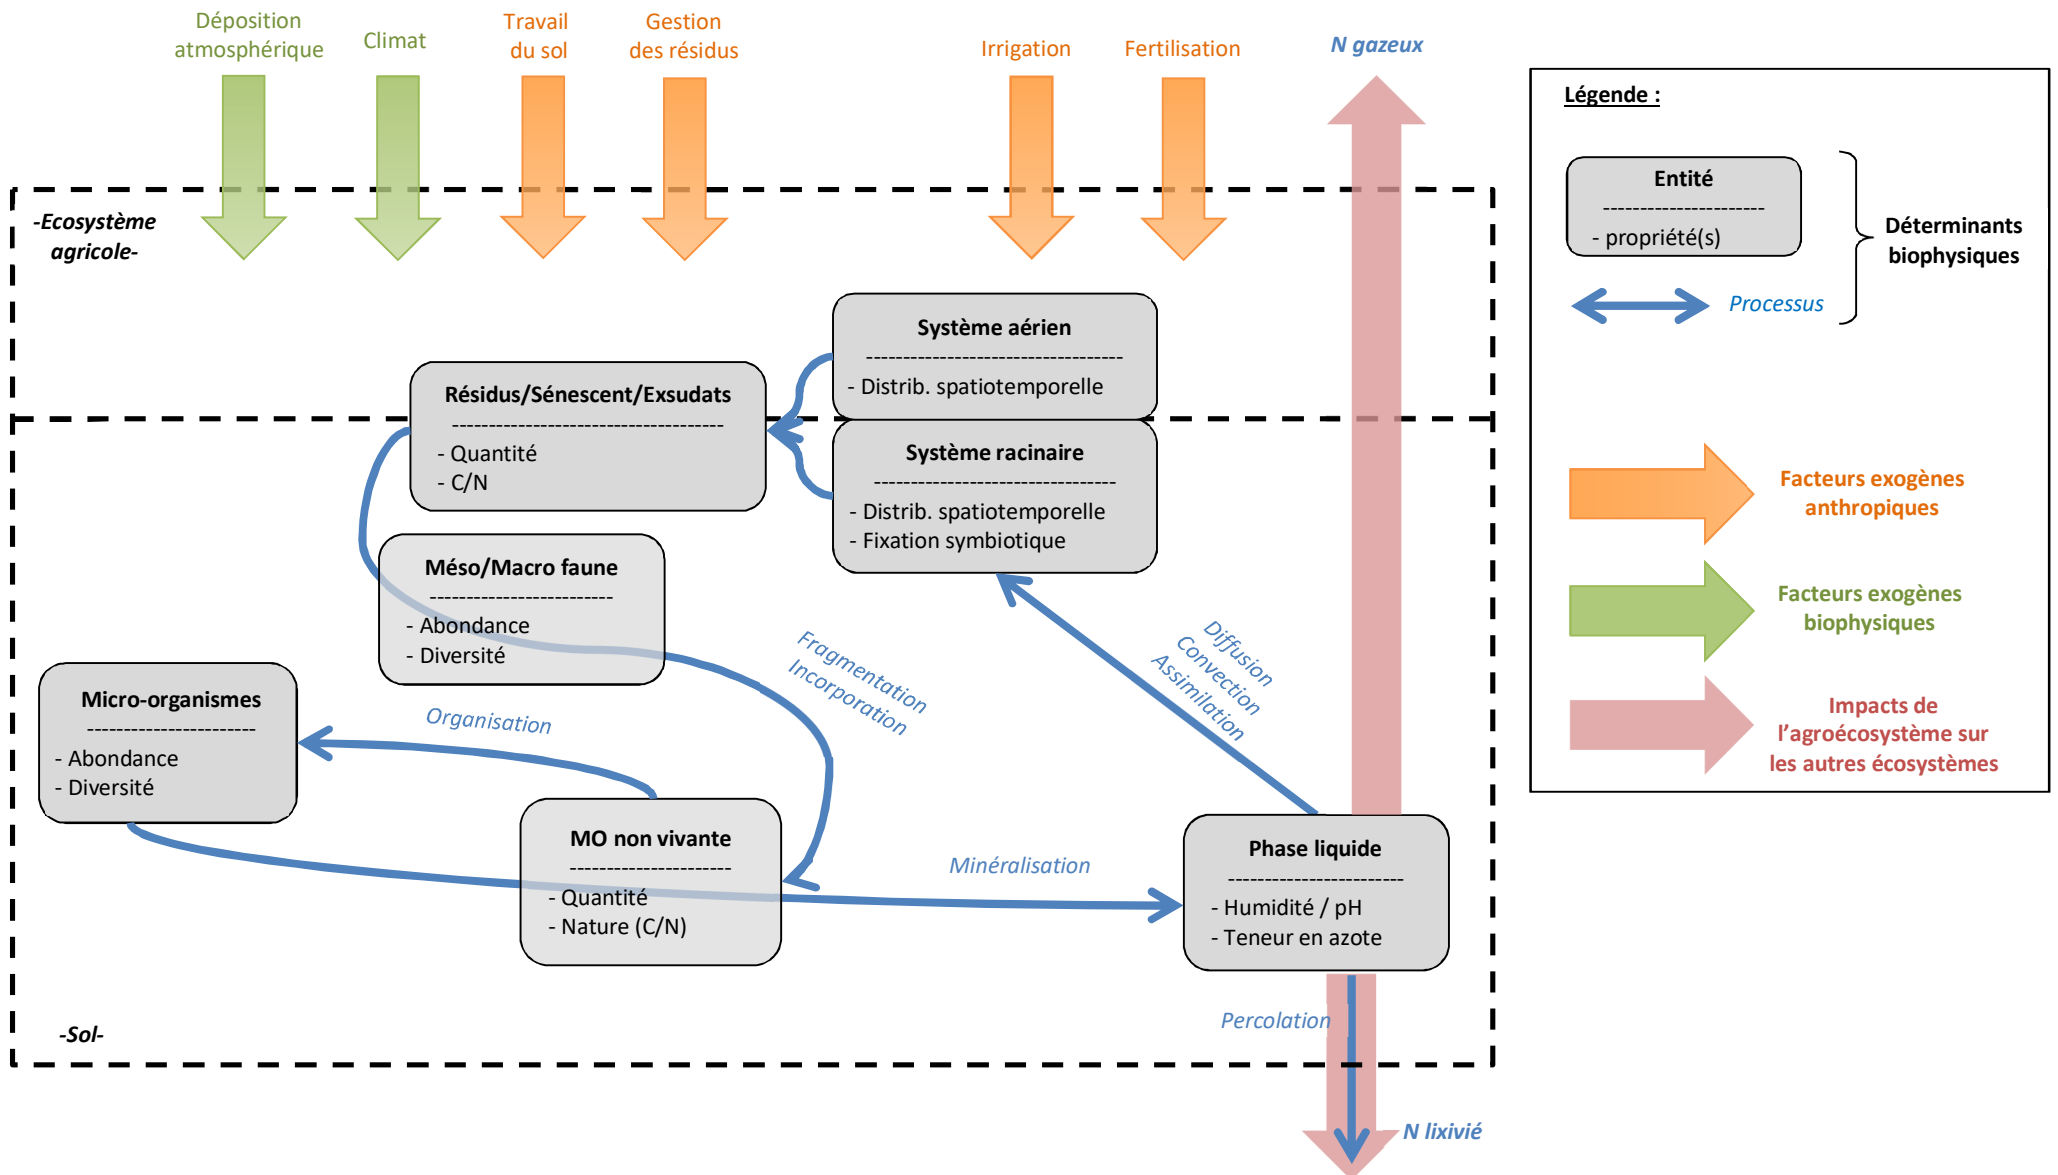 Déposition
atmosphérique
Climat
Travail
du sol
Gestion
des résidus
Irrigation
Fertilisation
N gazeux
-Ecosystème
agricole-
Système aérien
- Distrib. spatiotemporelle
Résidus/Sénescent/Exsudats
- Quantité
- C/N
Système racinaire
- Distrib. spatiotemporelle
- Fixation symbiotique
Méso/Macro faune
- Abondance
- Diversité
Fragmentation
Incorporation
Diffusion
Convection
Assimilation
Micro-organismes
- Abondance
- Diversité
Organisation
MO non vivante
- Quantité
- Nature (C/N)
Minéralisation
Phase liquide
- Humidité / pH
- Teneur en azote
Percolation
-Sol-
N lixivié
Légende :
Entité
- propriété(s)
Processus
Déterminants
biophysiques
Facteurs exogènes
anthropiques
Facteurs exogènes
biophysiques
Impacts de
l'agroécosystème sur
les autres écosystèmes